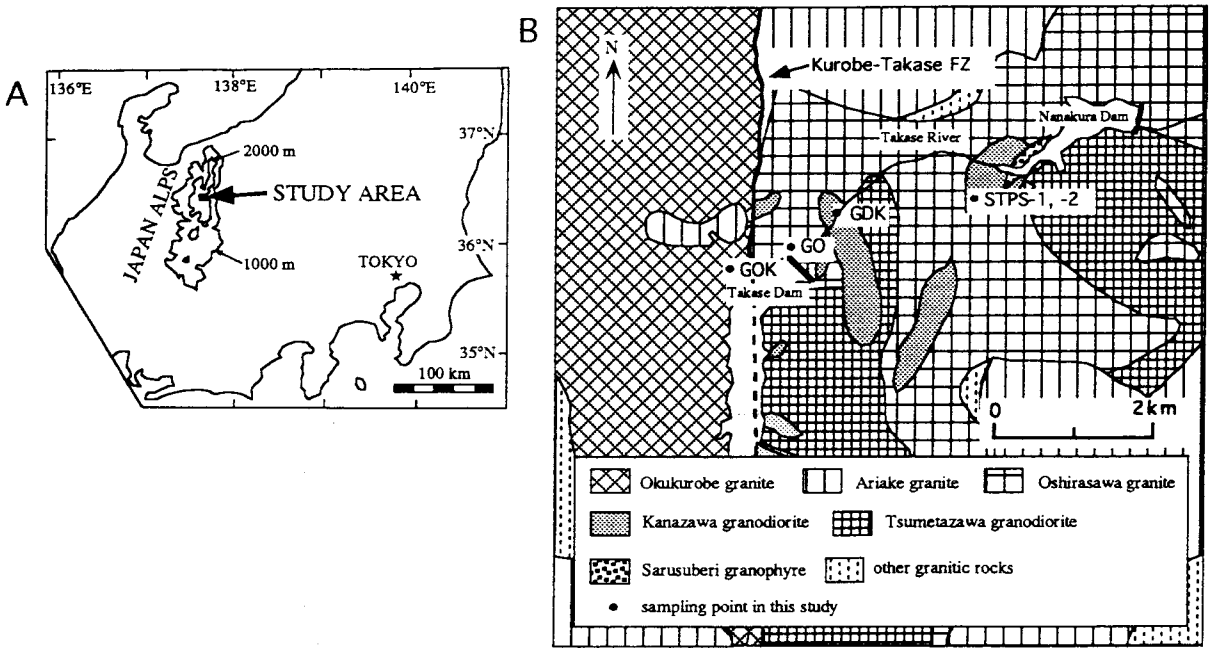 A
136°E
138°E
140°E
37°N
2000 m
STUDY AREA
JAPAN ALPS
36°N
1000 m
TOKYO
35°N
100 km
B
N
Kurobe-Takase FZ
Nanakura Dam
Takase River
STPS-1, -2
GDK
GO
GOK
Takase Dam
0 2km
Okukurobe granite Ariake granite Oshirasawa granite
Kanazawa granodiorite Tsumetazawa granodiorite
Sarusuberi granophyre other granitic rocks
sampling point in this study